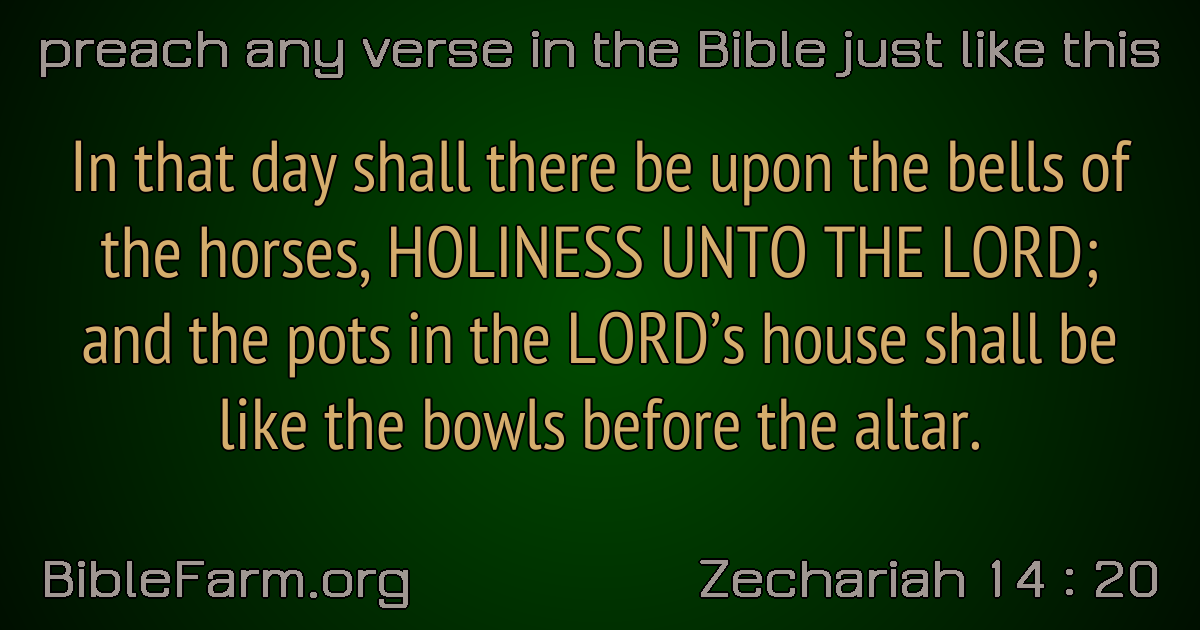 preach any verse in the Bible just like this
In that day shall there be upon the bells of
the horses, HOLINESS UNTO THE LORD;
and the pots in the LORD’s house shall be
like the bowls before the altar.
BibleFarm.org
Zechariah 14 : 20